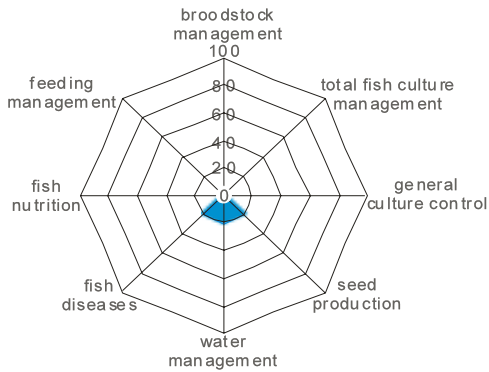 broodstock
management
100
feeding
management
80
total fish culture
management
60
40
20
fish
nutrition
0
general
culture control
fish
diseases
seed
production
water
management